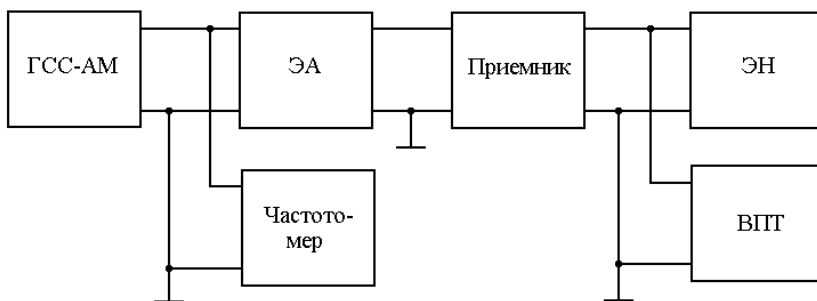 ГСС-АМ
ЭА
Приемник
ЭН
Частото-
мер
ВПТ